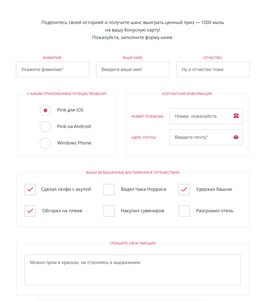 Поделитесь своей историей и получите шанс выиграть ценный приз — 1000 миль
на вашу бонусную карту!
Пожалуйста, заполните форму ниже:
ФАМИЛИЯ
ВАШЕ ИМЯ
ОТЧЕСТВО
Укажите фамилию*
Введите ваше имя*
Ну и отчество тоже
С КАКИМ ПРИЛОЖЕНИЕМ ПУТЕШЕСТВОВАЛИ?
КОНТАКТНАЯ ИНФОРМАЦИЯ
Pink для iOS
Pink на Android
Windows Phone
НОМЕР ТЕЛЕФОНА
Номер, пожалуйста
АДРЕС ПОЧТЫ
Введите почту*
ВАШИ ВЫДАЮЩИЕСЯ ДОСТИЖЕНИЯ В ПУТЕШЕСТВИИ
Сделал селфи с акулой
Видел Чака Норриса
Удержал башню
Обгорел на пляже
Накупил сувениров
Разгромил отель
ОПИШИТЕ СВОИ ЭМОЦИИ
Можно прям в красках, не стесняясь в выражениях